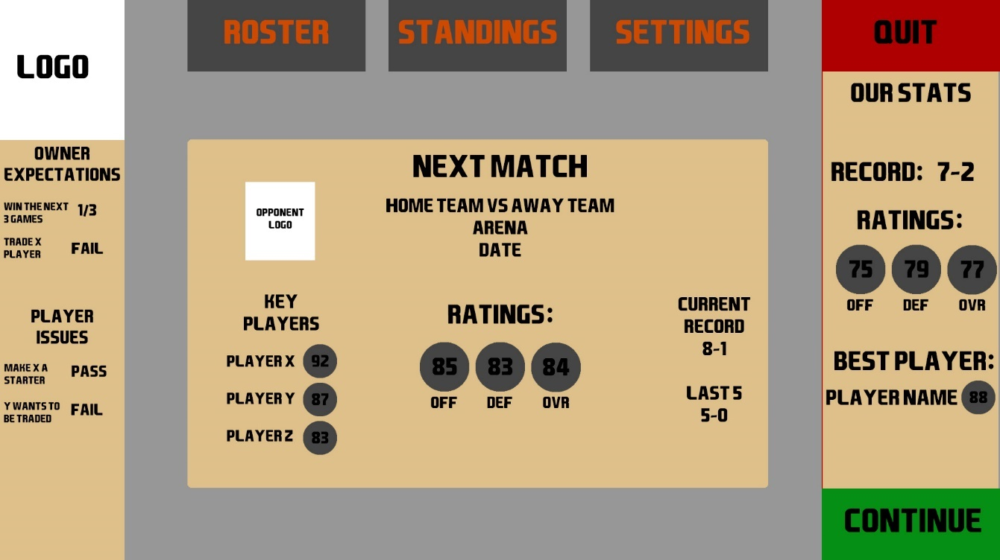 LOGO
ROSTER
STANDINGS
SETTINGS
QUIT
OWNER
EXPECTATIONS
WIN THE NEXT
3 GAMES
1/3
TRADE X
PLAYER
FAIL
PLAYER
ISSUES
MAKE X A
STARTER
PASS
Y WANTS TO
BE TRADED
FAIL
NEXT MATCH
HOME TEAM VS AWAY TEAM
ARENA
DATE
OPPONENT
LOGO
KEY
PLAYERS
PLAYER X 92
PLAYER Y 87
PLAYER Z 83
RATINGS:
85 83 84
OFF DEF OVR
CURRENT
RECORD
8-1
LAST 5
5-0
OUR STATS
RECORD: 7-2
RATINGS:
75 79 77
OFF DEF OVR
BEST PLAYER:
PLAYER NAME 88
CONTINUE